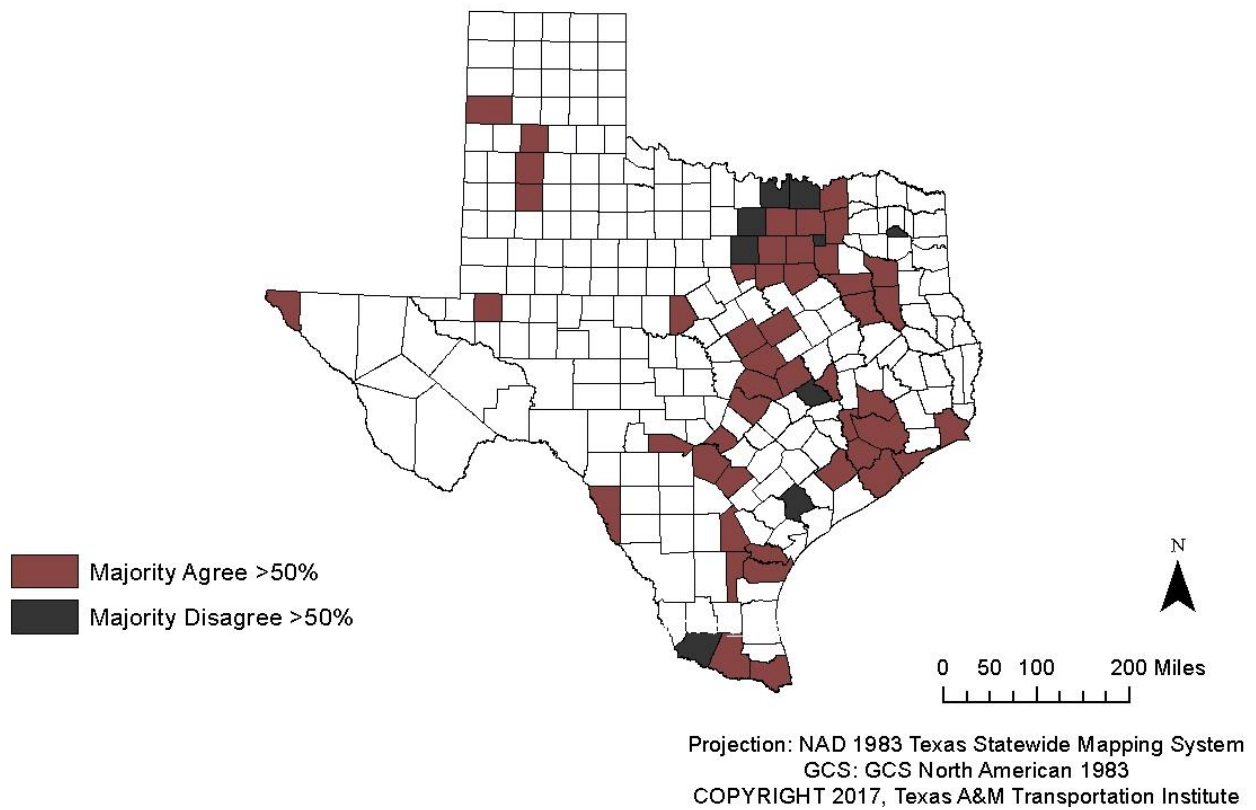 Majority Agree >50%
Majority Disagree >50%
N
0 50 100 200 Miles
Projection: NAD 1983 Texas Statewide Mapping System
GCS: GCS North American 1983
COPYRIGHT 2017, Texas A&M Transportation Institute